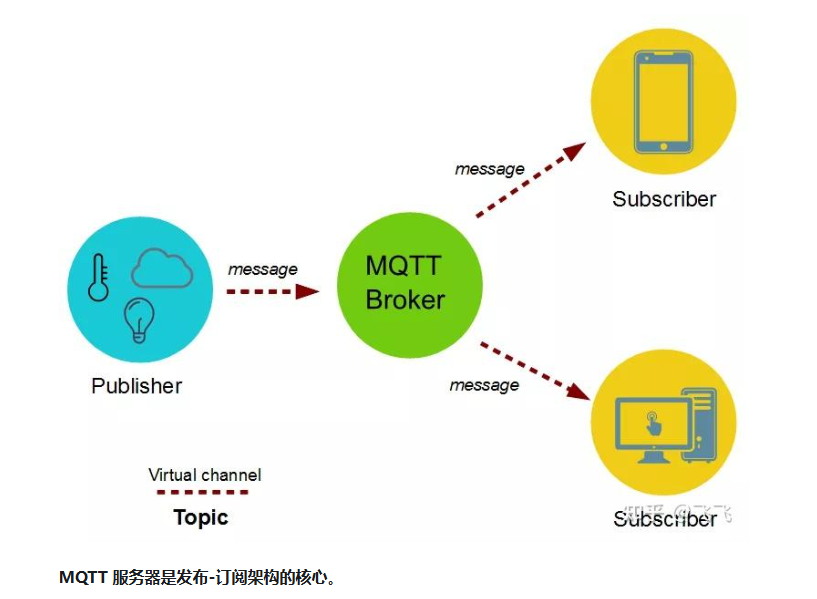 message
Subscriber
message
MQTT
Broker
Publisher
message
Virtual channel
Topic
知乎 @飞飞
Subscriber
MQTT 服务器是发布-订阅架构的核心。